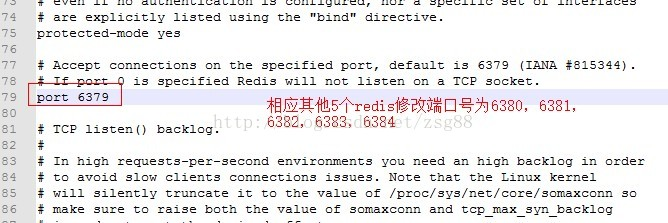 73 # even if no authentication is configured, nor a specific set of interfaces
74 # are explicitly listed using the "bind" directive.
75 protected-mode yes
76
77 # Accept connections on the specified port, default is 6379 (IANA #815344).
78 # If port 0 is specified Redis will not listen on a TCP socket.
79 port 6379
80
相应其他5个redis修改端口号为6380，6381，
6382，6383，6384
81 # TCP listen() backlog.
82 #
83 # In high requests-per-second environments you need an high backlog in order
84 # to avoid slow clients connections issues. Note that the Linux kernel
85 # will silently truncate it to the value of /proc/sys/net/core/somaxconn so
86 # make sure to raise both the value of somaxconn and tcp_max_syn_backlog